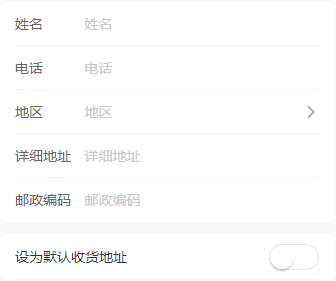 姓名 姓名
电话 电话
地区 地区
详细地址 详细地址
邮政编码 邮政编码
设为默认收货地址